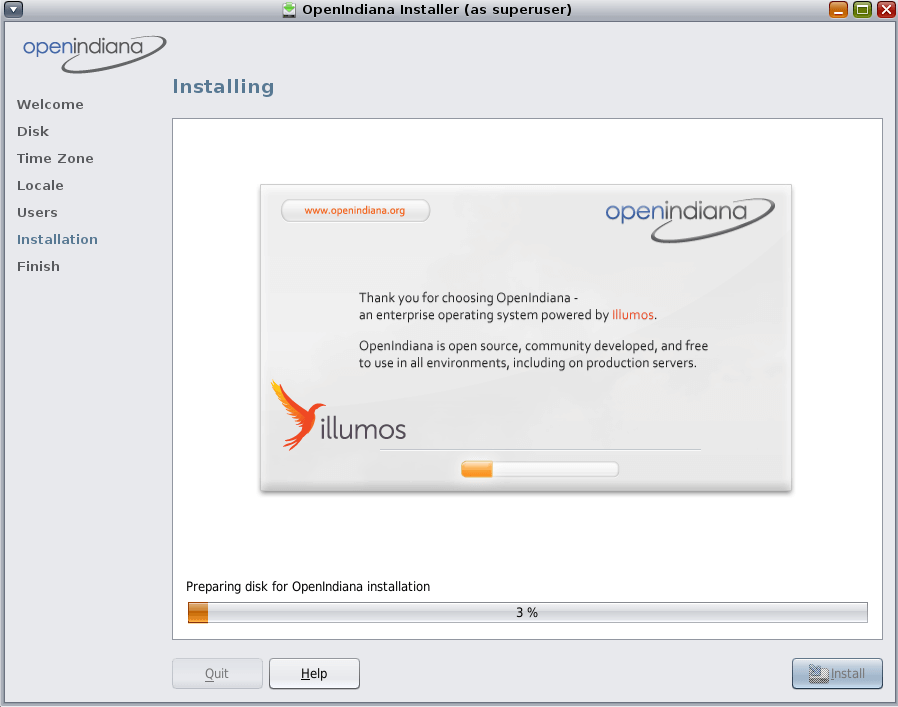 OpenIndiana Installer (as superuser)
openindiana
Installing
Welcome
Disk
Time Zone
Locale
Users
Installation
Finish
www.openindiana.org
openindiana
Thank you for choosing OpenIndiana -
an enterprise operating system powered by Illumos.
OpenIndiana is open source, community developed, and free
to use in all environments, including on production servers.
illumos
Preparing disk for OpenIndiana installation
3 %
Quit
Help
Install